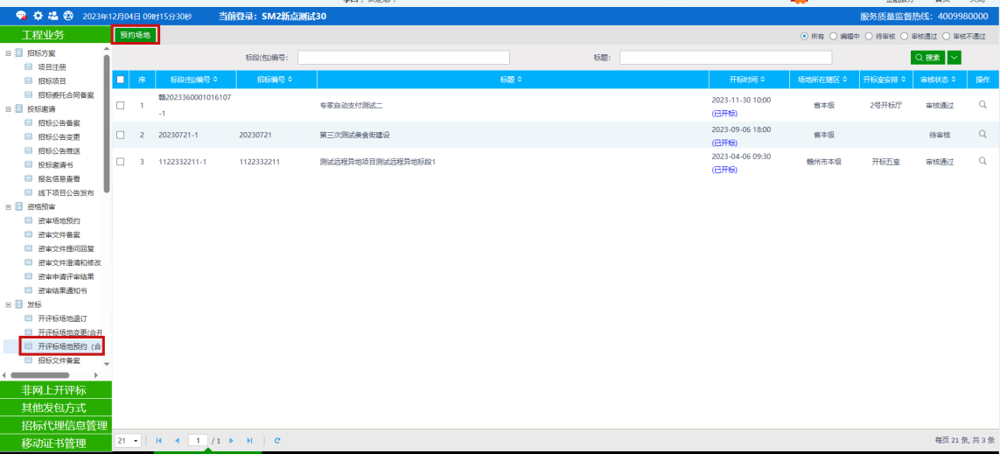 2023年12月04日 09时15分30秒
当前登录：SM2新点测试30
服务质量监督热线：4009980000
工程业务
预约场地
所有 编辑中 待审核 审核通过 审核不通过
招标方案
项目注册
招标项目
招标委托合同备案
投标邀请
招标公告备案
招标公告变更
招标公告推送
投标邀请书
报名信息查看
线下项目公告发布
资格预审
资审场地预约
资审文件备案
资审文件提问回复
资审文件澄清和修改
资审申请评审结果
资审结果通知书
发标
开评标场地退订
开评标场地变更(合并
开评标场地预约（合
招标文件备案
非网上开评标
其他发包方式
招标代理信息管理
移动证书管理
标段(包)编号：
标题：
搜索
序 标段(包)编号 招标编号 标题 开标时间 场地所在辖区 开标室安排 审核状态 操作
1 赣2023360001016107-1 专家自动支付测试二 2023-11-30 10:00 (已开标) 省本级 2号开标厅 审核通过
2 20230721-1 20230721 第三次测试美食街建设 2023-09-06 18:00 (已开标) 省本级 待审核
3 1122332211-1 1122332211 测试远程异地项目测试远程异地标段1 2023-04-06 09:30 (已开标) 赣州市本级 开标五室 审核通过
21 1 / 1
每页 21 条, 共 3 条